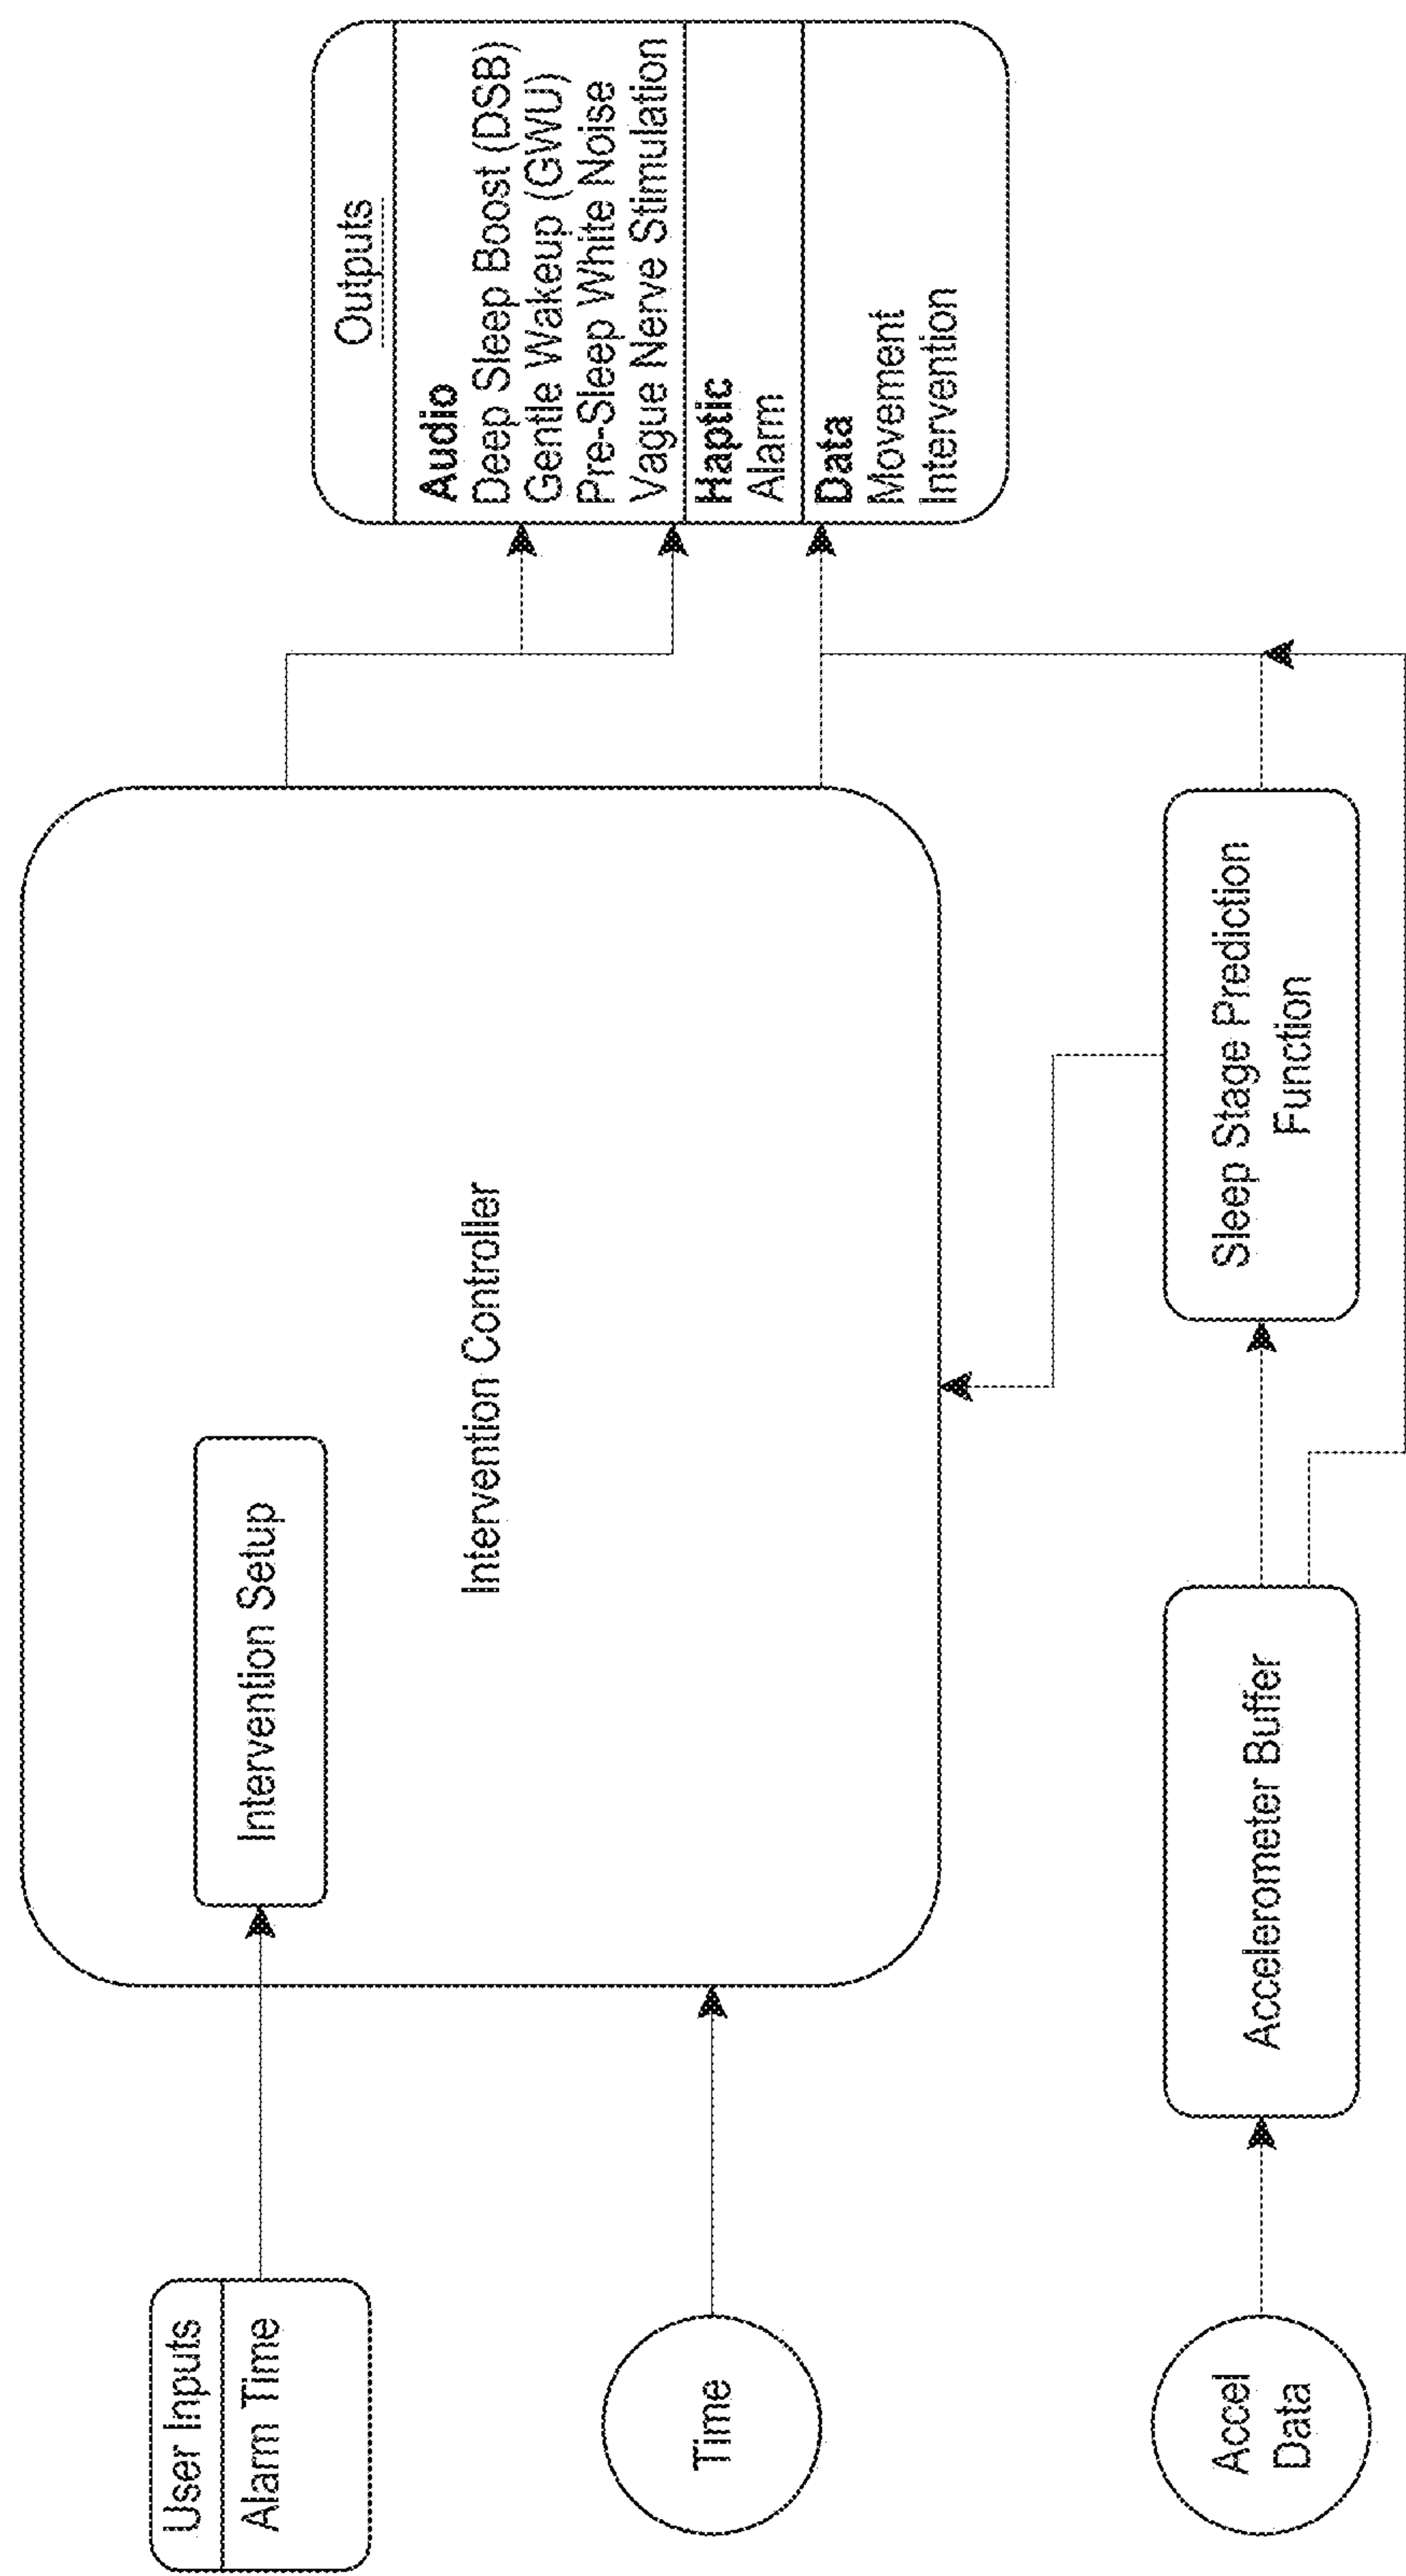 User Inputs
Alarm Time
Time
Accel
Data
Intervention Setup
Intervention Controller
Accelerometer Buffer
Sleep Stage Prediction
Function
Outputs
Audio
Deep Sleep Boost (DSB)
Gentle Wakeup (GWU)
Pre-Sleep White Noise
Vague Nerve Stimulation
Haptic
Alarm
Data
Movement
Intervention